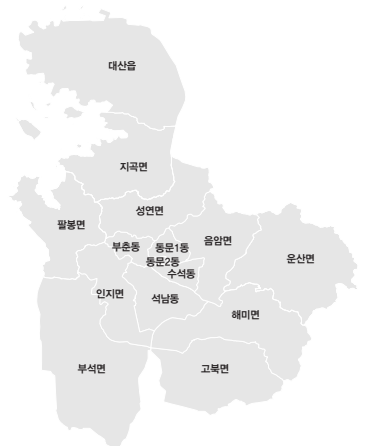 대산읍
지곡면
성연면
팔봉면
부춘동
동문1동
음암면
동문2동
운산면
수석동
인지면
석남동
해미면
부석면
고북면